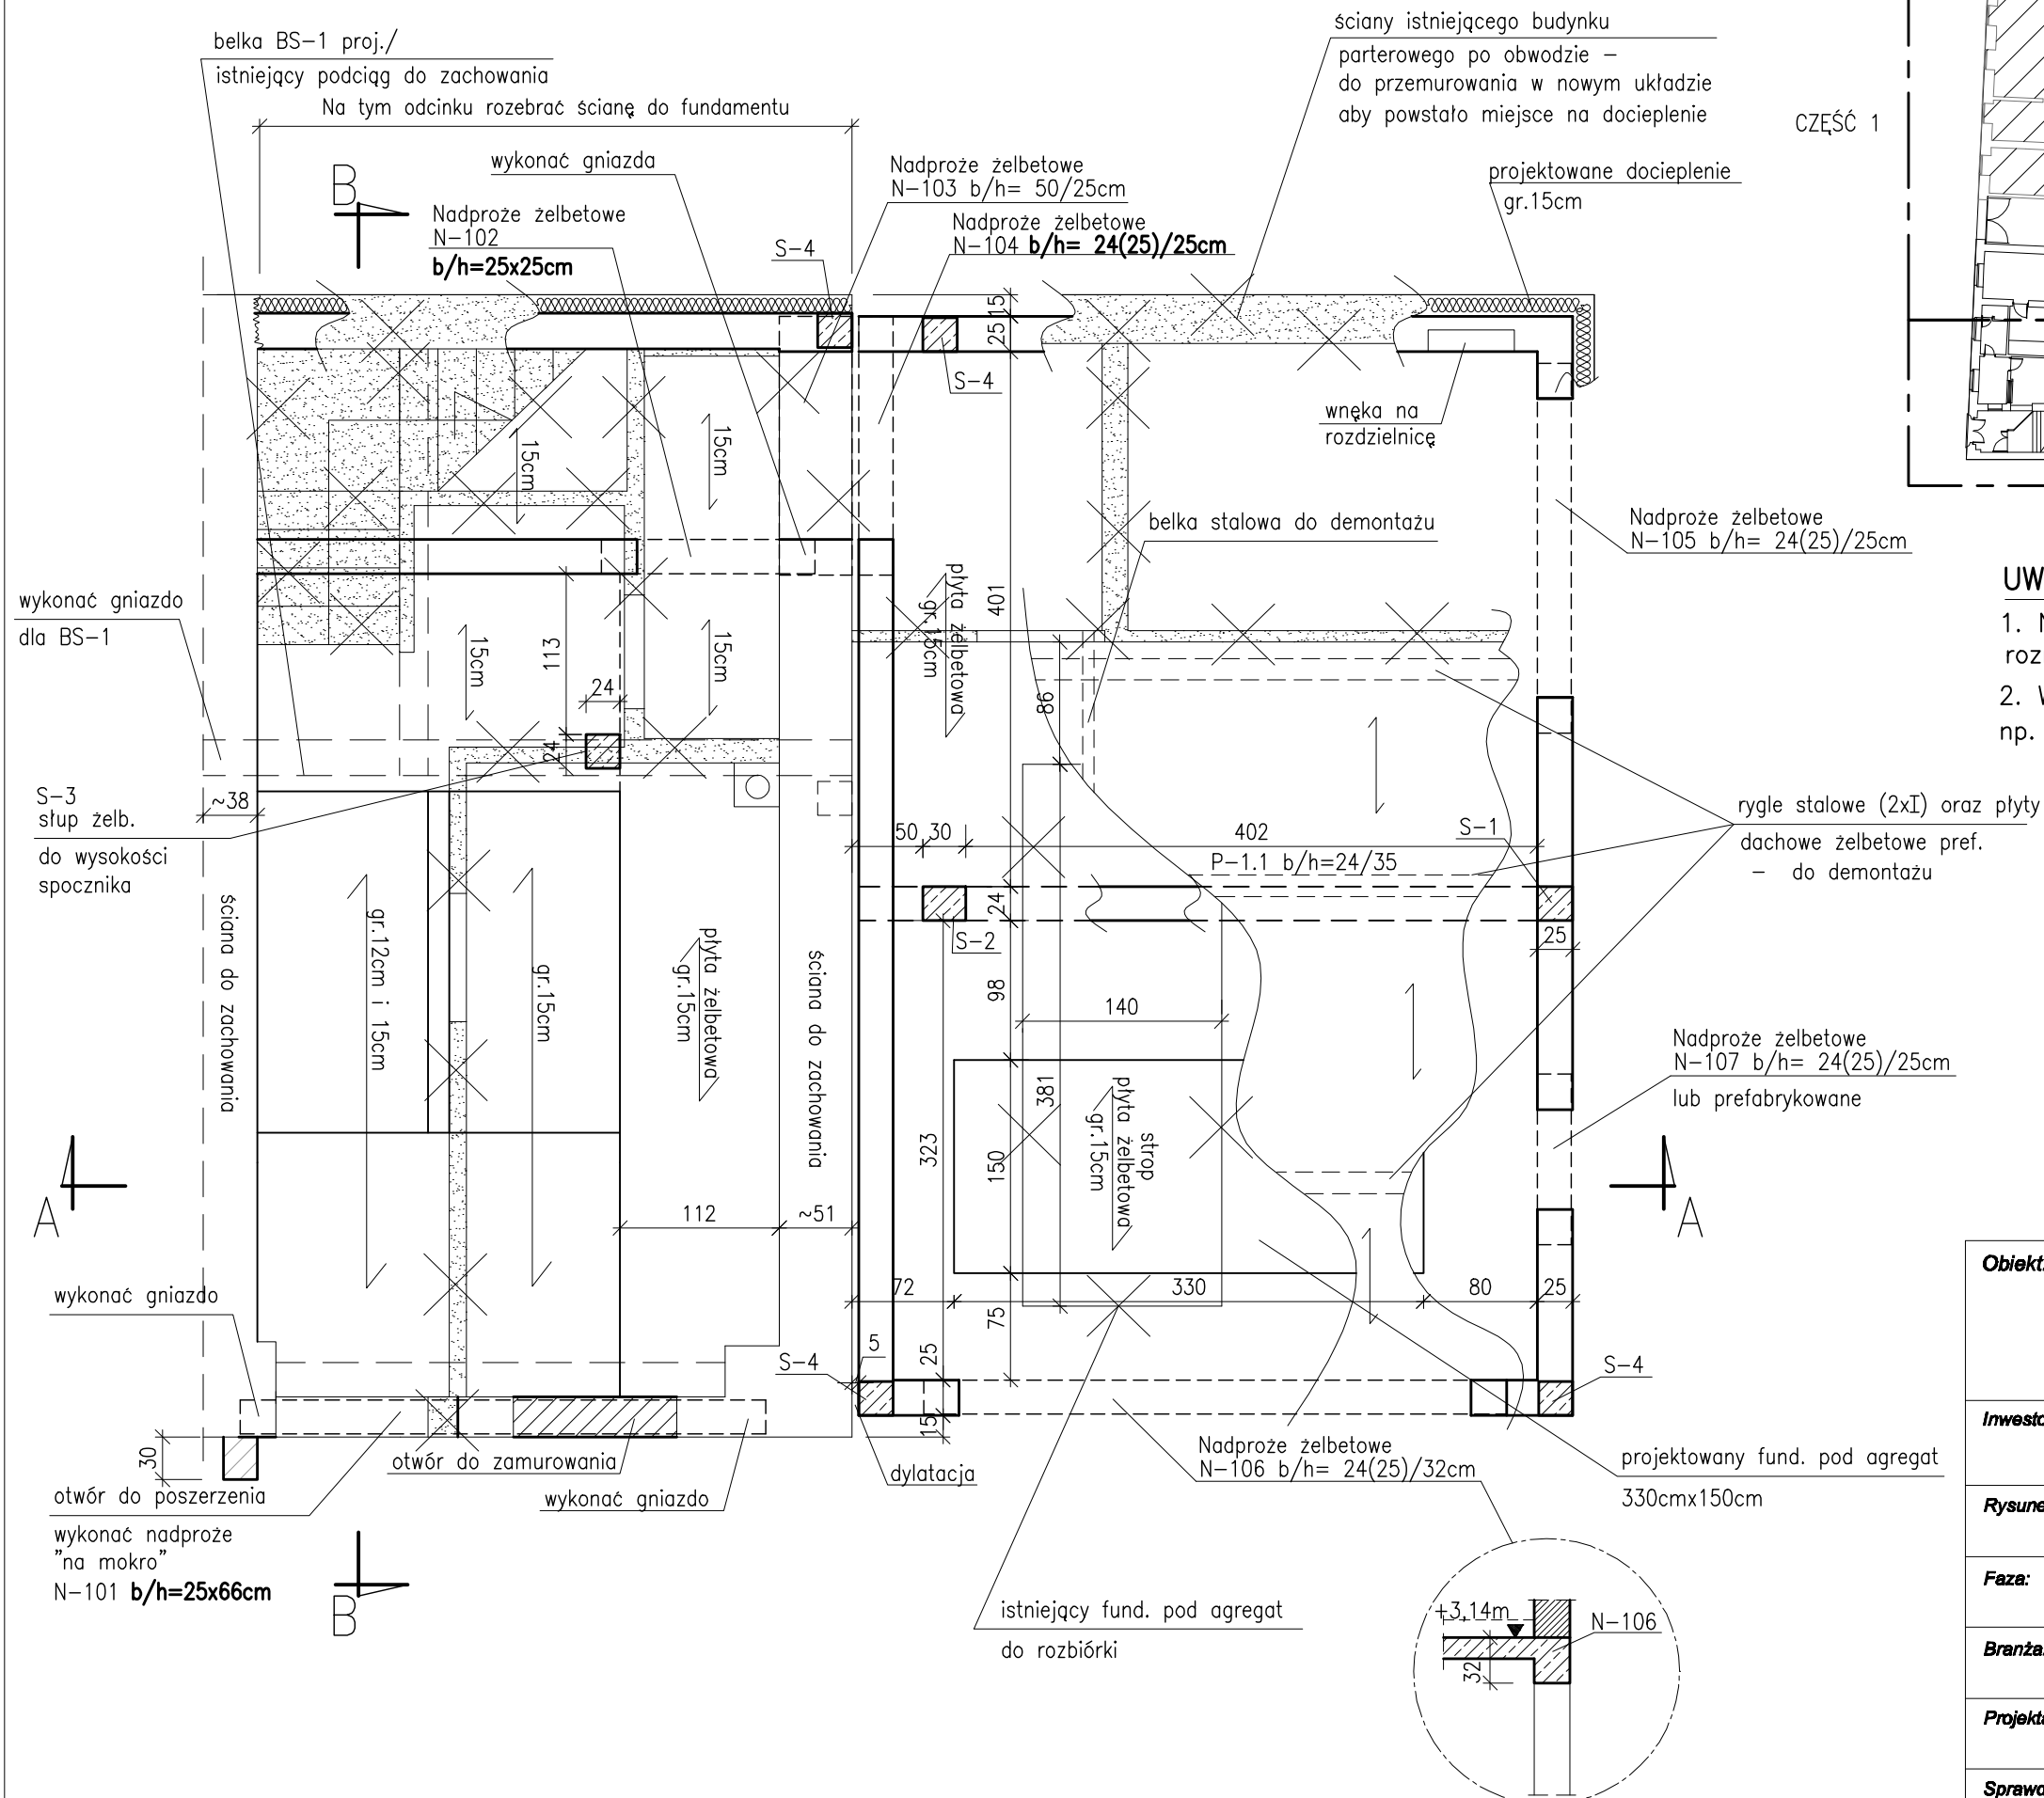 belka BS-1 proj./
istniejący podciąg do zachowania
Na tym odcinku rozebrać ścianę do fundamentu
B
wykonać gniazda
Nadproże żelbetowe
N-102
b/h=25x25cm
S-4
Nadproże żelbetowe
N-103 b/h= 50/25cm
Nadproże żelbetowe
N-104 b/h= 24(25)/25cm
S-4
ściany istniejącego budynku
parterowego po obwodzie -
do przemurowania w nowym układzie
aby powstało miejsce na docieplenie
projektowane docieplenie
gr.15cm
CZĘŚĆ 1
15
25
wnęka na
rozdzielnicę
15cm
15cm
15cm
15cm
belka stalowa do demontażu
Nadproże żelbetowe
N-105 b/h= 24(25)/25cm
1.
roz
2.
np.
wykonać gniazdo
dla BS-1
113
24
24
płyta żelbetowa
gr.15cm
401
86
S-3
słup żelb.
do wysokości
spocznika
~38
50
30
402
S-1
P-1.1 b/h=24/35
24
S-2
25
rygle stalowe (2xI) oraz płyty
dachowe żelbetowe pref.
- do demontażu
ściana do zachowania
gr.12cm i 15cm
gr.15cm
płyta żelbetowa
gr.15cm
ściana do zachowania
98
140
381
323
150
strop
płyta żelbetowa
gr.15cm
Nadproże żelbetowe
N-107 b/h= 24(25)/25cm
lub prefabrykowane
A
A
112
~51
72
330
80
25
75
wykonać gniazdo
S-4
5
25
15
S-4
30
otwór do zamurowania
dylatacja
otwór do poszerzenia
wykonać gniazdo
wykonać nadproże
"na mokro"
N-101 b/h=25x66cm
B
Nadproże żelbetowe
N-106 b/h= 24(25)/32cm
projektowany fund. pod agregat
330cmx150cm
istniejący fund. pod agregat
do rozbiórki
+3,14m
N-106
32
Obiekt:
Faza: